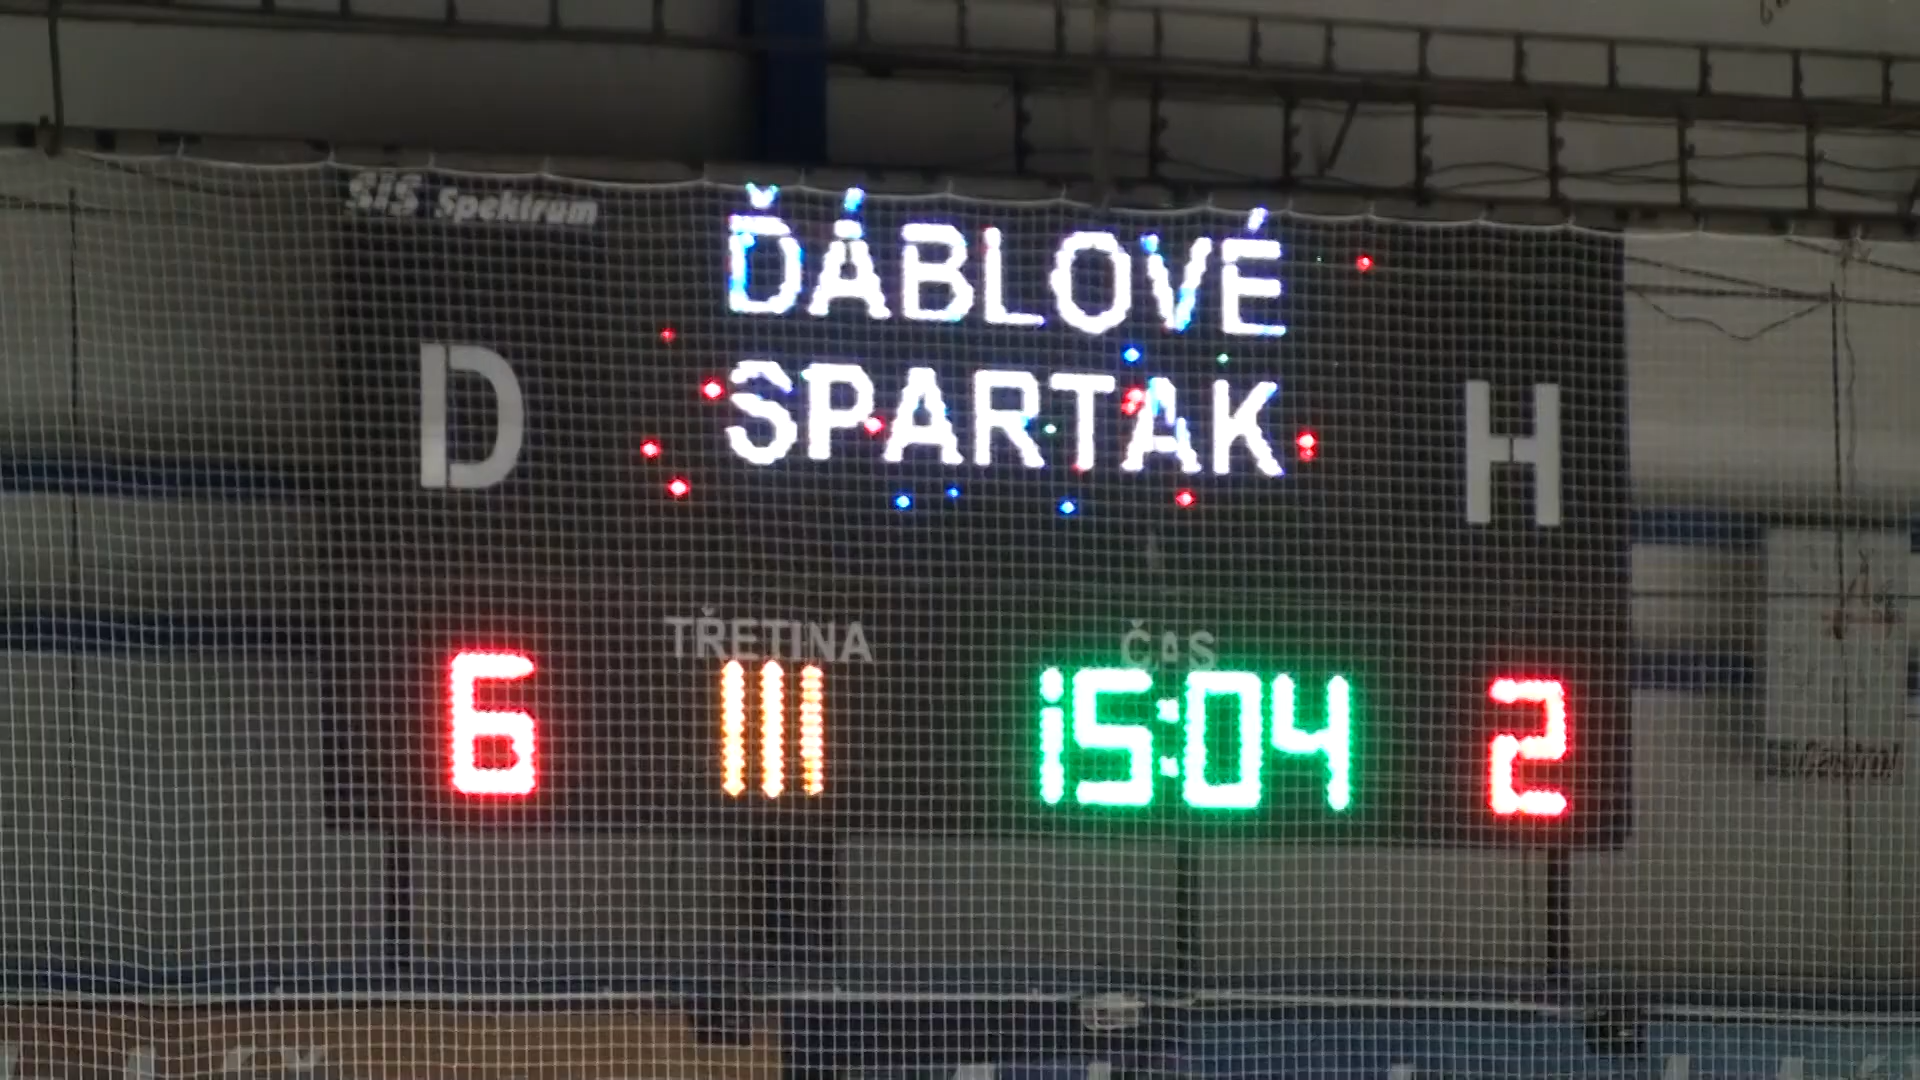 SIS Spektrum
ĎÁBLOVÉ
SPARTAK
D
H
TŘETINA
ČAS
6
III
15:04
2